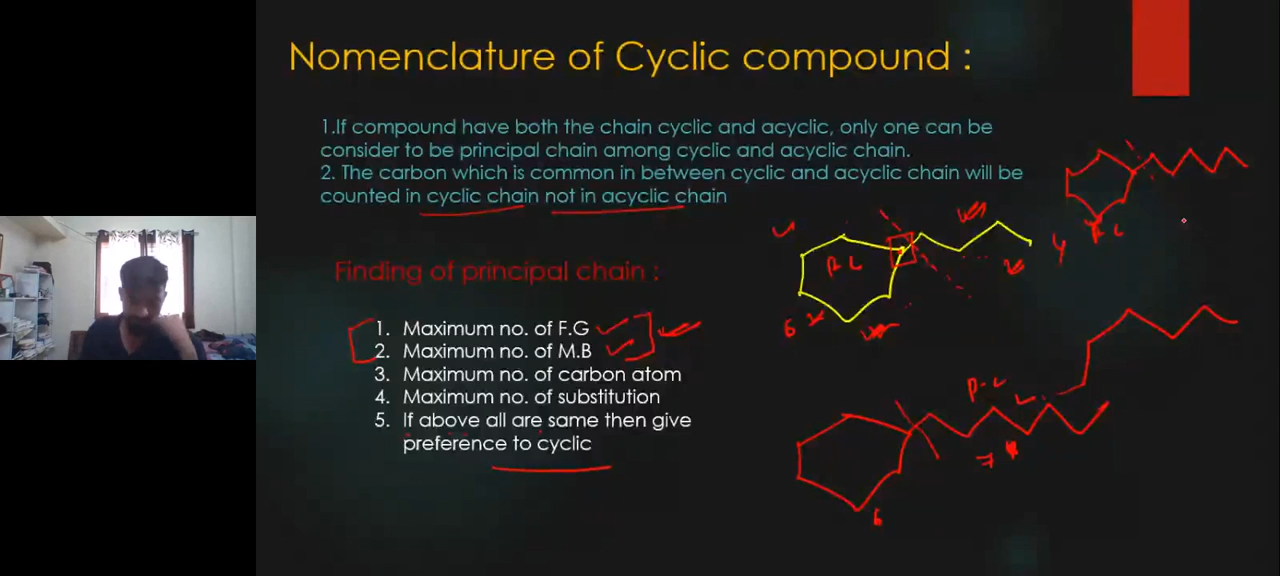 Nomenclature of Cyclic compound :
1.If compound have both the chain cyclic and acyclic, only one can be
consider to be principal chain among cyclic and acyclic chain.
2. The carbon which is common in between cyclic and acyclic chain will be
counted in cyclic chain not in acyclic chain
Finding of principal chain :
1. Maximum no. of F.G
2. Maximum no. of M.B
3. Maximum no. of carbon atom
4. Maximum no. of substitution
5. If above all are same then give
preference to cyclic
P.C
4
P.C
6
P.C
7
6